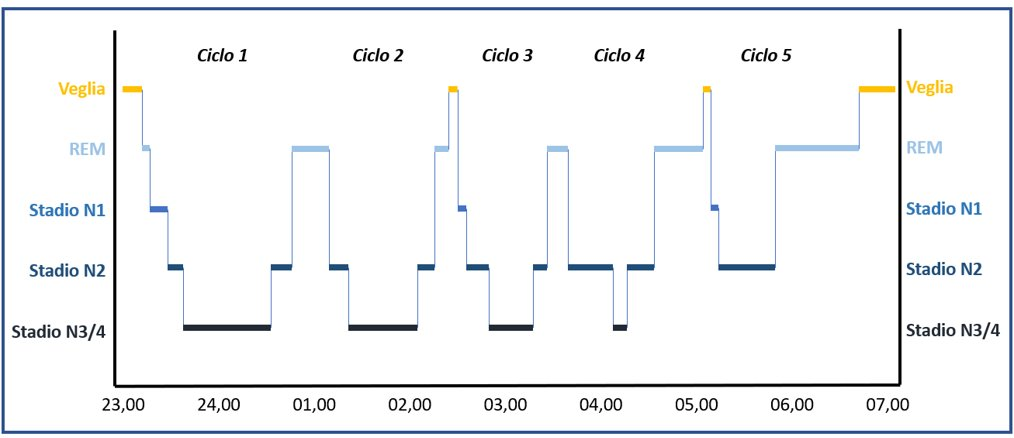 Ciclo 1 Ciclo 2 Ciclo 3 Ciclo 4 Ciclo 5
Veglia Veglia
REM REM
Stadio N1 Stadio N1
Stadio N2 Stadio N2
Stadio N3/4 Stadio N3/4
23,00 24,00 01,00 02,00 03,00 04,00 05,00 06,00 07,00